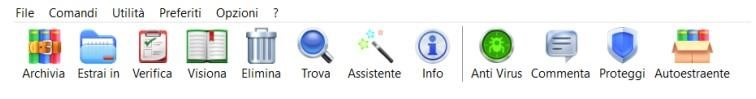 File Comandi Utilità Preferiti Opzioni ?
Archivia Estrai in Verifica Visiona Elimina Trova Assistente Info Anti Virus Commenta Proteggi Autoestraente